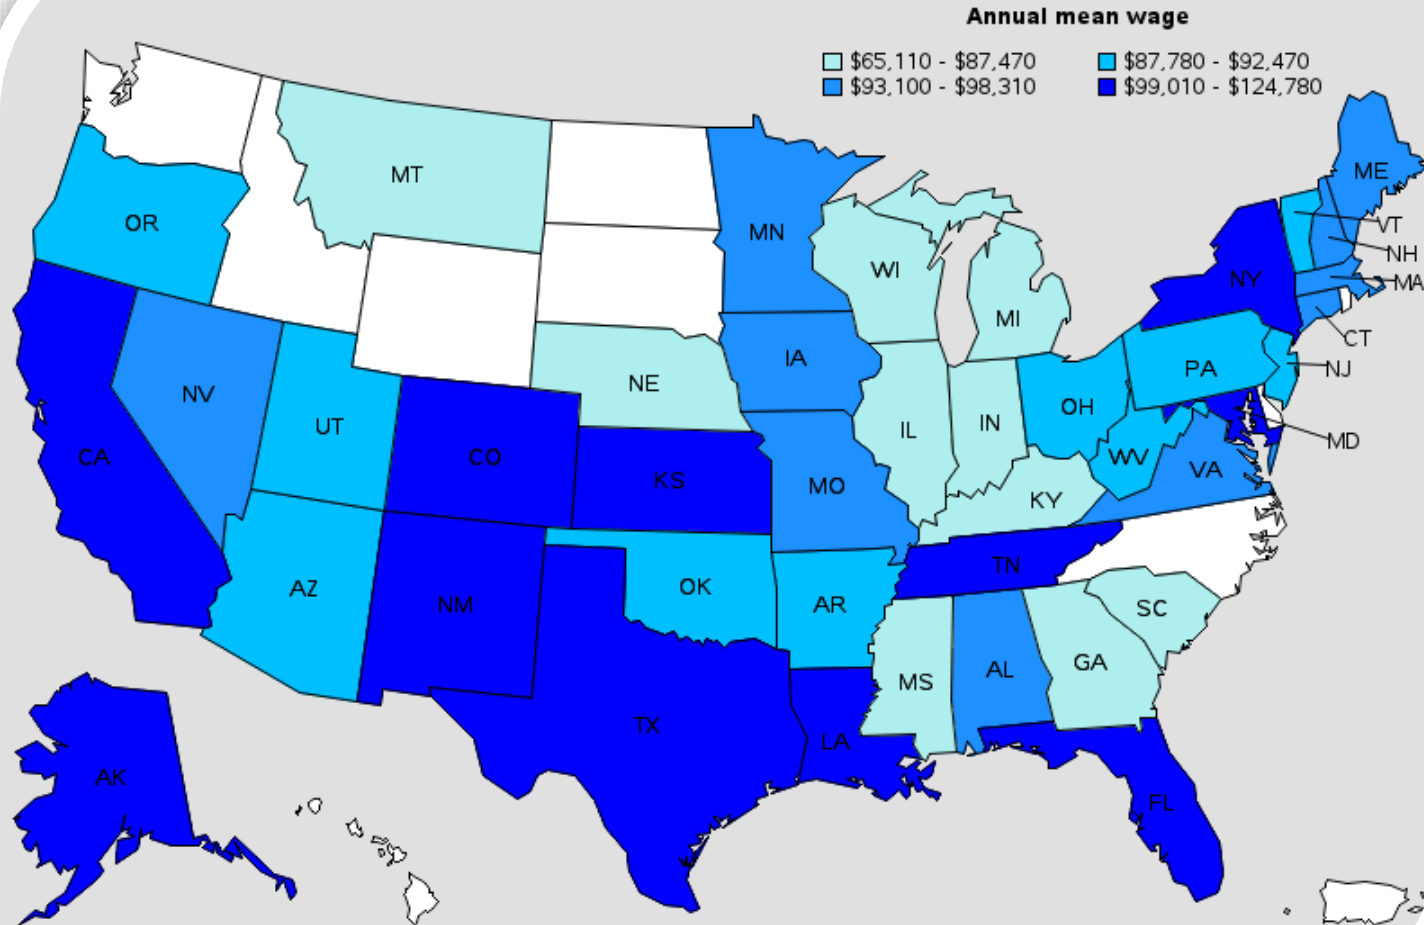 Annual mean wage
$65,110 - $87,470
$87,780 - $92,470
$93,100 - $98,310
$99,010 - $124,780
ME
MT
OR
VT
MN
NH
WI
NY
MA
MI
CT
IA
PA
NJ
NE
NV
OH
IN
UT
IL
MD
CO
CA
WV
VA
KS
MO
KY
TN
AZ
OK
NM
AR
SC
GA
AL
MS
TX
LA
AK
FL